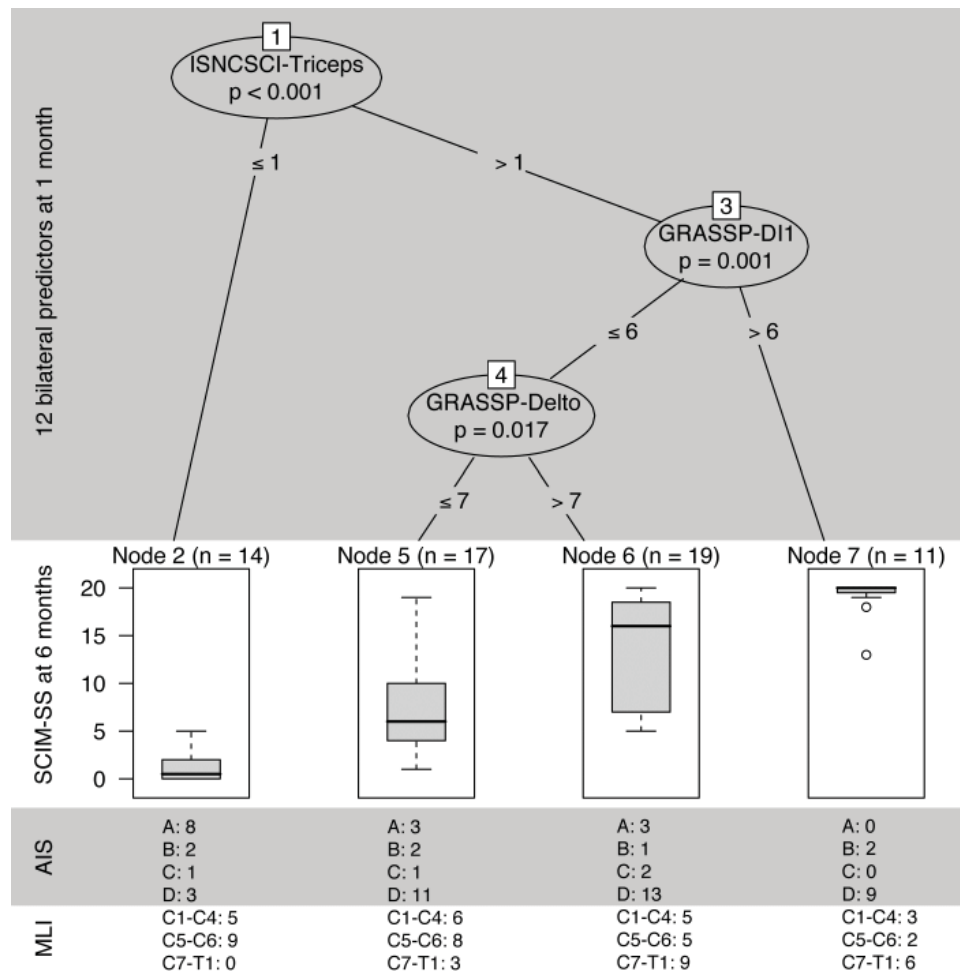 1
ISNCSCI-Triceps
p < 0.001
≤ 1
> 1
3
GRASSP-DI1
p = 0.001
≤ 6
> 6
4
GRASSP-Delto
p = 0.017
≤ 7
> 7
12 bilateral predictors at 1 month
Node 2 (n = 14)
Node 5 (n = 17)
Node 6 (n = 19)
Node 7 (n = 11)
SCIM-SS at 6 months
20
15
10
5
0
AIS
A: 8
B: 2
C: 1
D: 3
A: 3
B: 2
C: 1
D: 11
A: 3
B: 1
C: 2
D: 13
A: 0
B: 2
C: 0
D: 9
MLI
C1-C4: 5
C5-C6: 9
C7-T1: 0
C1-C4: 6
C5-C6: 8
C7-T1: 3
C1-C4: 5
C5-C6: 5
C7-T1: 9
C1-C4: 3
C5-C6: 2
C7-T1: 6